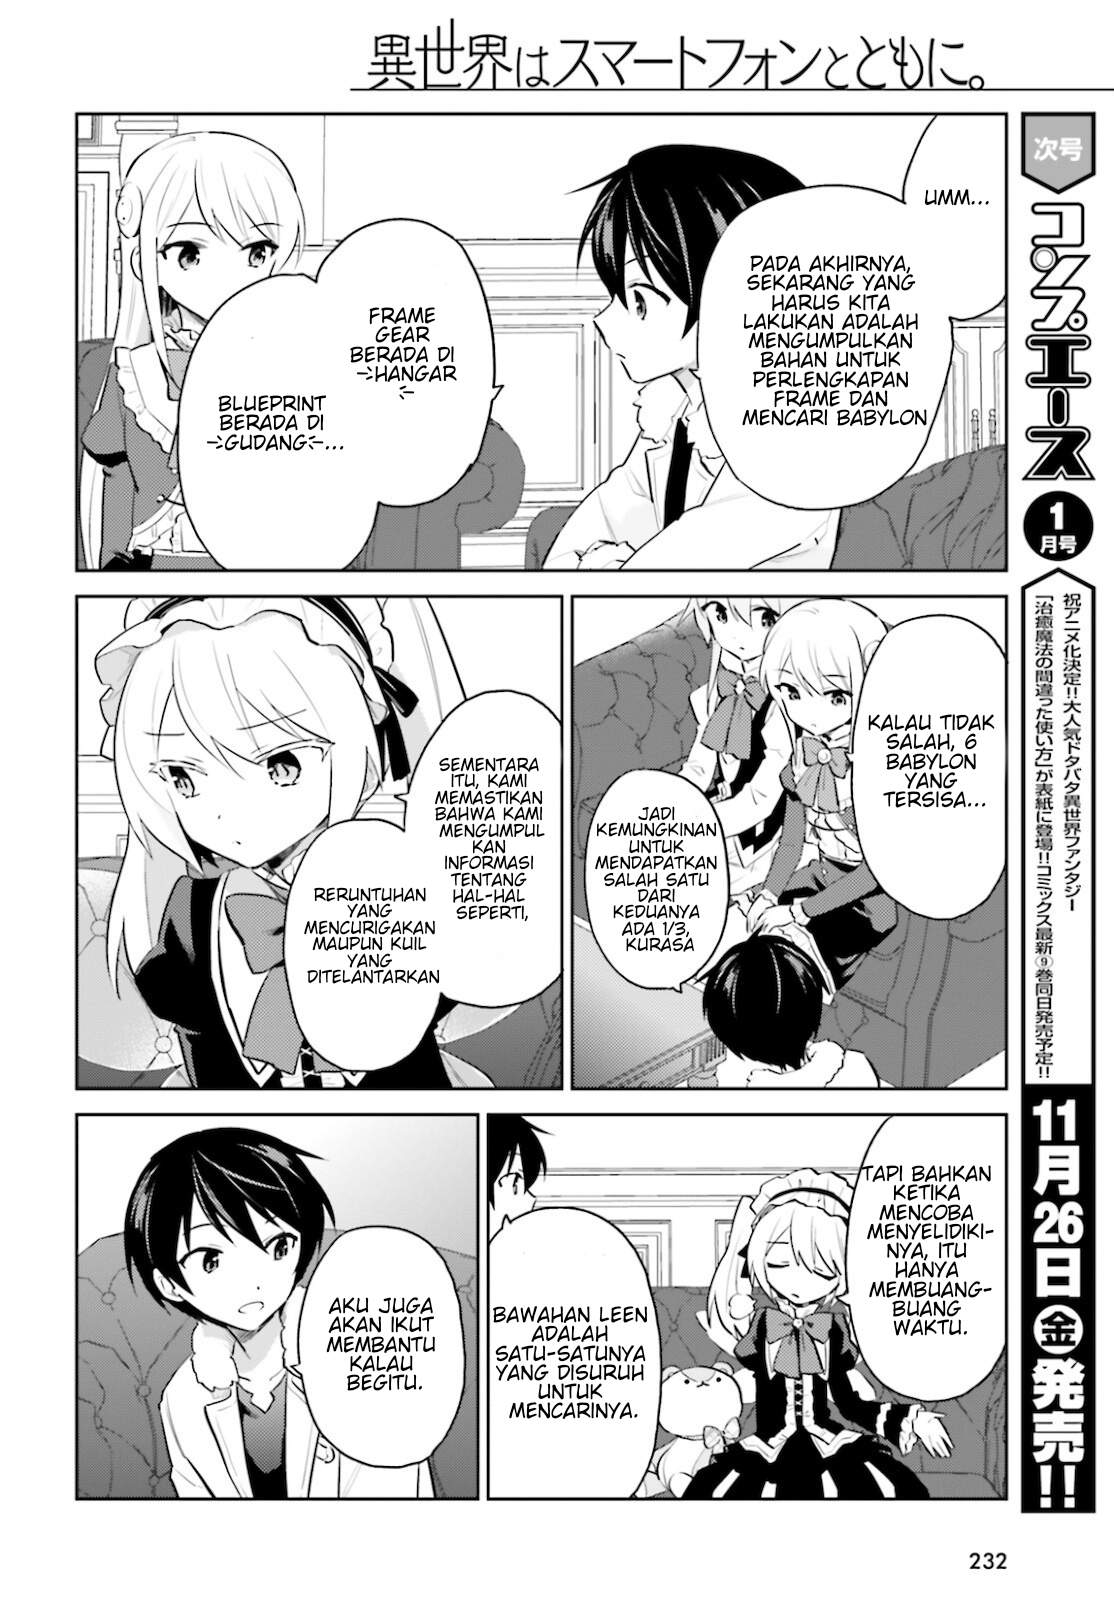 異世界はスマートフォンとともに。
UMM...
PADA AKHIRNYA,
SEKARANG YANG
HARUS KITA
LAKUKAN ADALAH
MENGUMPULKAN
BAHAN UNTUK
PERLENGKAPAN
FRAME DAN
MENCARI BABYLON
FRAME
GEAR
BERADA DI
HANGAR
BLUEPRINT
BERADA DI
GUDANG
...
KALAU TIDAK
SALAH, 6
BABYLON
YANG
TERSISA...
JADI
KEMUNGKINAN
UNTUK
MENDAPATKAN
SALAH SATU
DARI
KEDUANYA
ADA 1/3,
KURASA
SEMENTARA
ITU, KAMI
MEMASTIKAN
BAHWA KAMI
MENGUMPUL
KAN
INFORMASI
TENTANG
HAL-HAL
SEPERTI,
RERUNTUHAN
YANG
MENCURIGAKAN
MAUPUN KUIL
YANG
DITELANTARKAN
TAPI BAHKAN
KETIKA
MENCOBA
MENYELIDIKI-
NYA, ITU
HANYA
MEMBUANG-
BUANG
WAKTU.
BAWAHAN LEEN
ADALAH
SATU-SATUNYA
YANG DISURUH
UNTUK
MENCARINYA.
AKU JUGA
AKAN IKUT
MEMBANTU
KALAU
BEGITU.
次号
コンプエース
1
月号
祝アニメ化決定!!大人気ドタバタ異世界ファンタジー
「治癒魔法の間違った使い方」が表紙に登場!!コミックス最新⑨巻同日発売予定!!
11月26日㊎発売!!
232